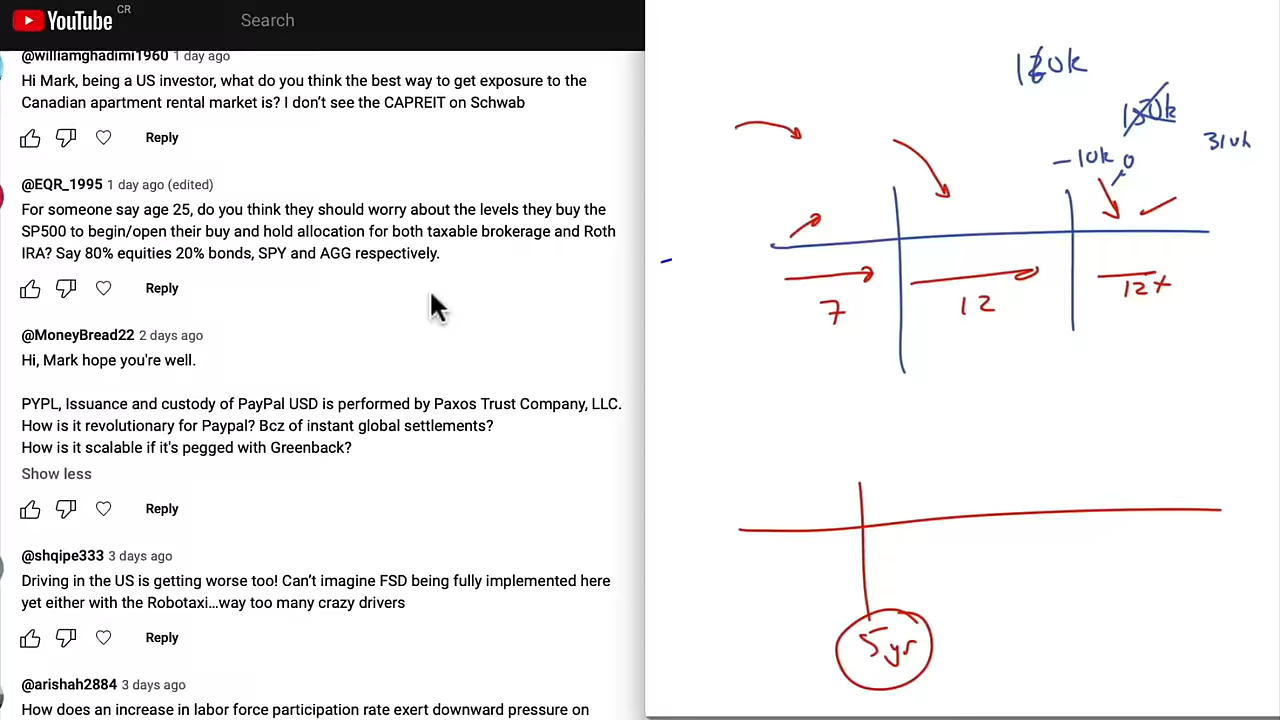 YouTube CR
Search
@williamghadimi1960 1 day ago
Hi Mark, being a US investor, what do you think the best way to get exposure to the
Canadian apartment rental market is? I don't see the CAPREIT on Schwab
Reply
@EQR_1995 1 day ago (edited)
For someone say age 25, do you think they should worry about the levels they buy the
SP500 to begin/open their buy and hold allocation for both taxable brokerage and Roth
IRA? Say 80% equities 20% bonds, SPY and AGG respectively.
Reply
@MoneyBread22 2 days ago
Hi, Mark hope you're well.
PYPL, Issuance and custody of PayPal USD is performed by Paxos Trust Company, LLC.
How is it revolutionary for Paypal? Bcz of instant global settlements?
How is it scalable if it's pegged with Greenback?
Show less
Reply
@shqipe333 3 days ago
Driving in the US is getting worse too! Can't imagine FSD being fully implemented here
yet either with the Robotaxi...way too many crazy drivers
Reply
@arishah2884 3 days ago
How does an increase in labor force participation rate exert downward pressure on
-10k
7
12
12+
5 yr